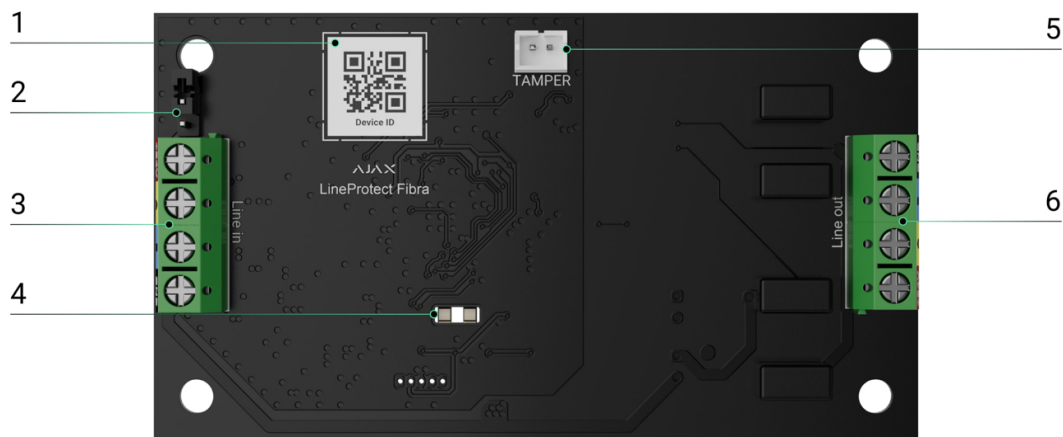 1
5
TAMPER
2
Device ID
AJAX
LineProtect Fibra
3
Line in
Line out
6
4